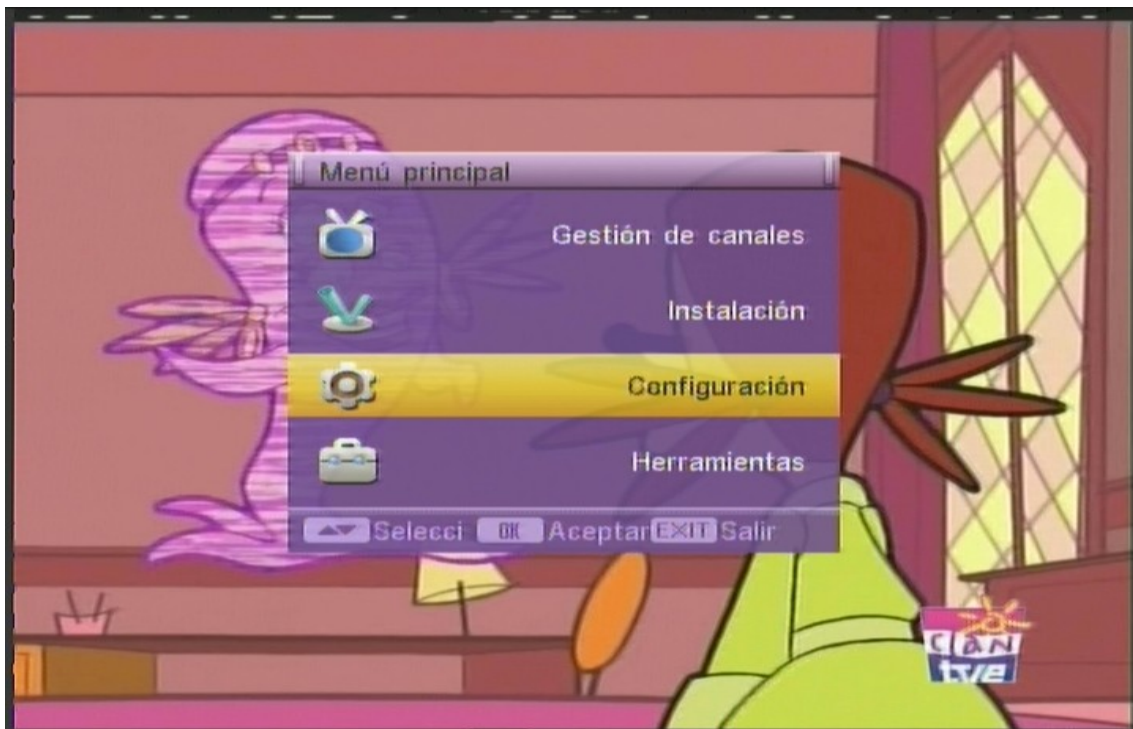 Menú principal
Gestión de canales
Instalación
Configuración
Herramientas
Selecci OK Aceptar EXIT Salir
CLAN
tve